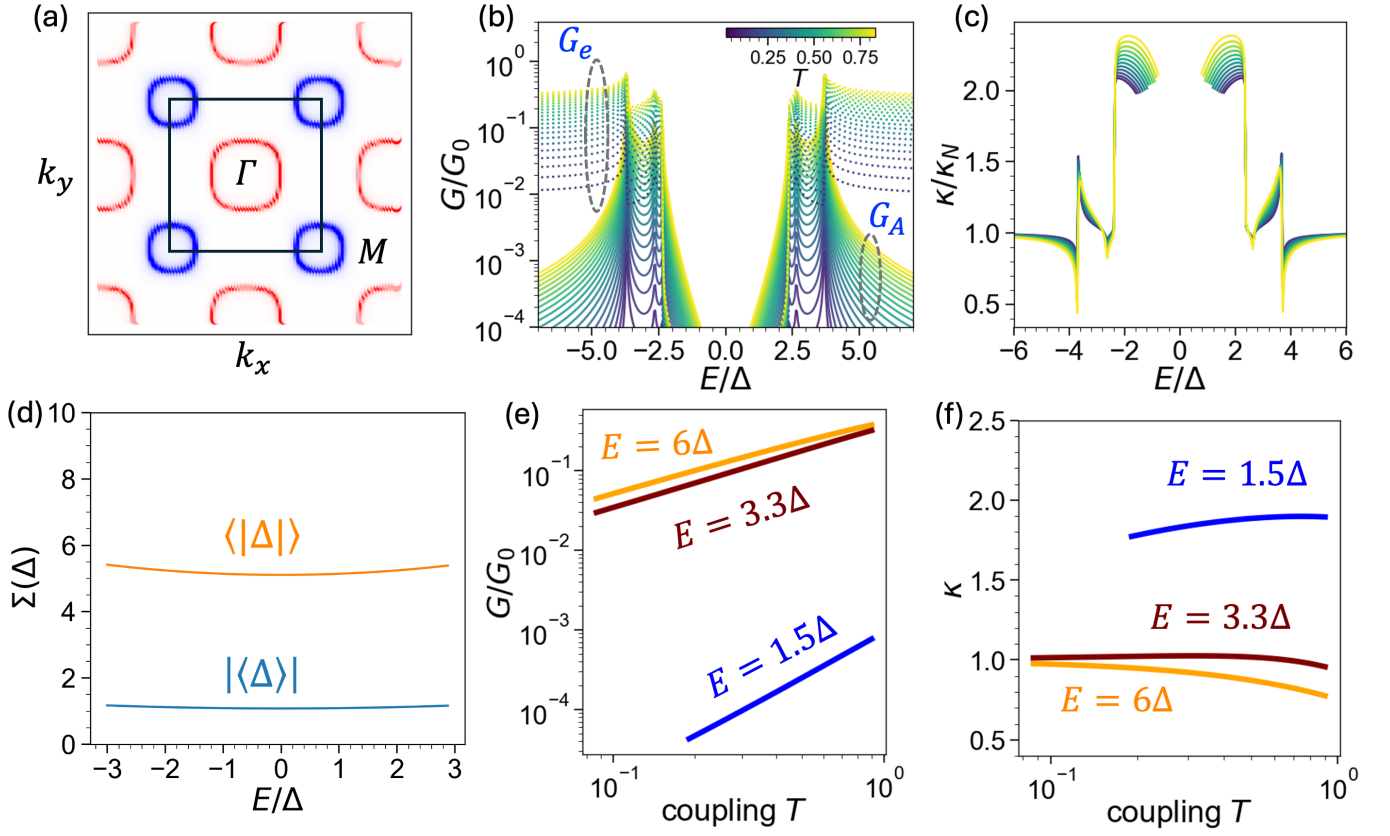 (a)
k_y
Γ
M
k_x
(b)
G_e
0.25 0.50 0.75
T
G_A
G/G_0
10^0
10^{-1}
10^{-2}
10^{-3}
10^{-4}
−5.0 −2.5 0.0 2.5 5.0
E/Δ
(c)
κ/κ_N
2.0
1.5
1.0
0.5
−6 −4 −2 0 2 4 6
E/Δ
(d)
Σ(Δ)
10
8
6
4
2
0
⟨|Δ|⟩
|⟨Δ⟩|
−3 −2 −1 0 1 2 3
E/Δ
(e)
G/G_0
10^{-1}
10^{-2}
10^{-3}
10^{-4}
E = 6Δ
E = 3.3Δ
E = 1.5Δ
10^{-1} 10^0
coupling T
(f)
κ
2.5
2.0
1.5
1.0
0.5
E = 1.5Δ
E = 3.3Δ
E = 6Δ
10^{-1} 10^0
coupling T